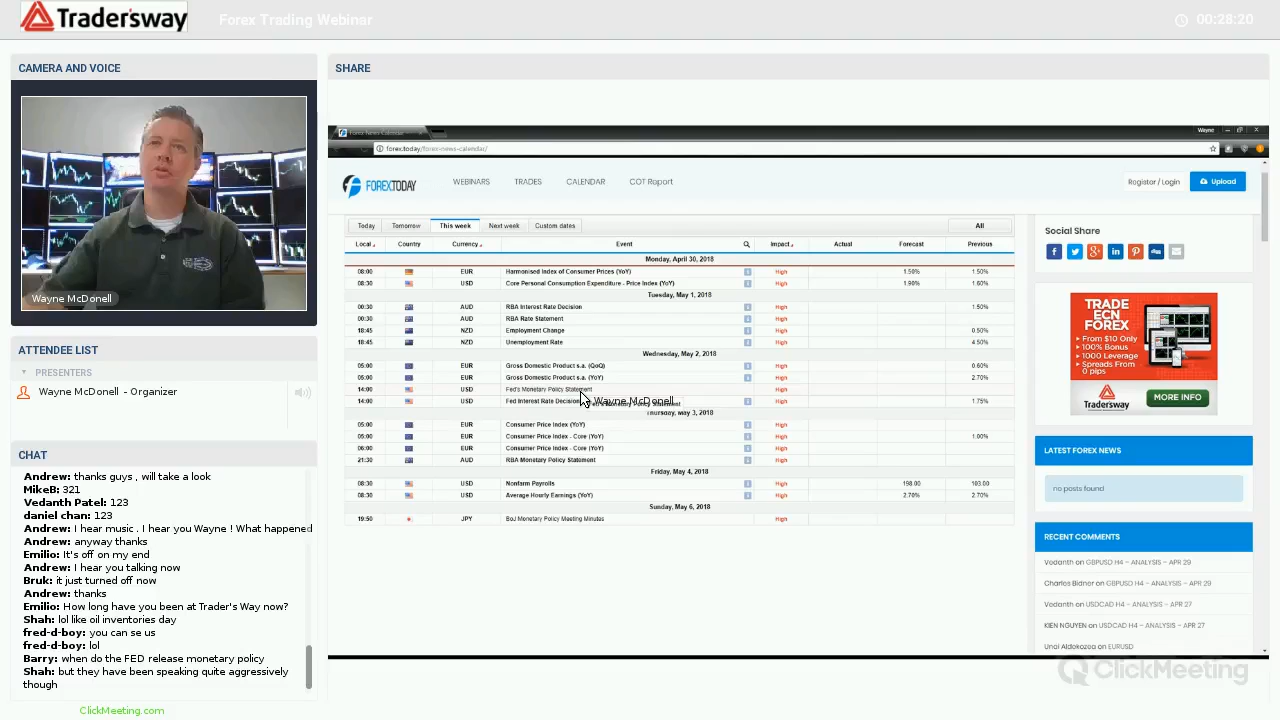 Tradersway
Forex Trading Webinar
00:28:20
CAMERA AND VOICE
Wayne McDonell
ATTENDEE LIST
PRESENTERS
Wayne McDonell - Organizer
CHAT
Andrew: thanks guys , will take a look
MikeB: 321
Vedanth Patel: 123
daniel chan: 123
Andrew: I hear music . I hear you Wayne ! What happened
Andrew: anyway thanks
Emilio: It's off on my end
Andrew: I hear you talking now
Bruk: it just turned off now
Andrew: thanks
Emilio: How long have you been at Trader's Way now?
Shah: lol like oil inventories day
fred-d-boy: you can se us
fred-d-boy: lol
Barry: when do the FED release monetary policy
Shah: but they have been speaking quite aggressively
though
ClickMeeting.com
SHARE
Forex News Calendar
Wayne
forex.today/forex-news-calendar/
FOREXTODAY
WEBINARS TRADES CALENDAR COT Report
Register / Login Upload
Today Tomorrow This week Next week Custom dates All
Local Country Currency Event Impact Actual Forecast Previous
Monday, April 30, 2018
08:00 EUR Harmonised Index of Consumer Prices (YoY) High 1.50% 1.50%
08:30 USD Core Personal Consumption Expenditure - Price Index (YoY) High 1.90% 1.60%
Tuesday, May 1, 2018
00:30 AUD RBA Interest Rate Decision High 1.50%
00:30 AUD RBA Rate Statement High
18:45 NZD Employment Change High 0.50%
18:45 NZD Unemployment Rate High 4.50%
Wednesday, May 2, 2018
05:00 EUR Gross Domestic Product s.a. (QoQ) High 0.60%
05:00 EUR Gross Domestic Product s.a. (YoY) High 2.70%
14:00 USD Fed's Monetary Policy Statement High
14:00 USD Fed Interest Rate Decision High 1.75%
Wayne McDonell
Thursday, May 3, 2018
05:00 EUR Consumer Price Index (YoY) High
05:00 EUR Consumer Price Index - Core (YoY) High 1.00%
06:00 EUR Consumer Price Index - Core (YoY) High
21:30 AUD RBA Monetary Policy Statement High
Friday, May 4, 2018
08:30 USD Nonfarm Payrolls High 198.00 103.00
08:30 USD Average Hourly Earnings (YoY) High 2.70% 2.70%
Sunday, May 6, 2018
19:50 JPY BoJ Monetary Policy Meeting Minutes High
Social Share
TRADE
ECN
FOREX
From $10 Only
100% Bonus
1000 Leverage
Spreads From
0 pips
Tradersway
MORE INFO
LATEST FOREX NEWS
no posts found
RECENT COMMENTS
Vedanth on GBPUSD H4 – ANALYSIS – APR 29
Charles Bidner on GBPUSD H4 – ANALYSIS – APR 29
Vedanth on USDCAD H4 – ANALYSIS – APR 27
KIEN NGUYEN on USDCAD H4 – ANALYSIS – APR 27
Unal Aldokozea on EURUSD
ClickMeeting